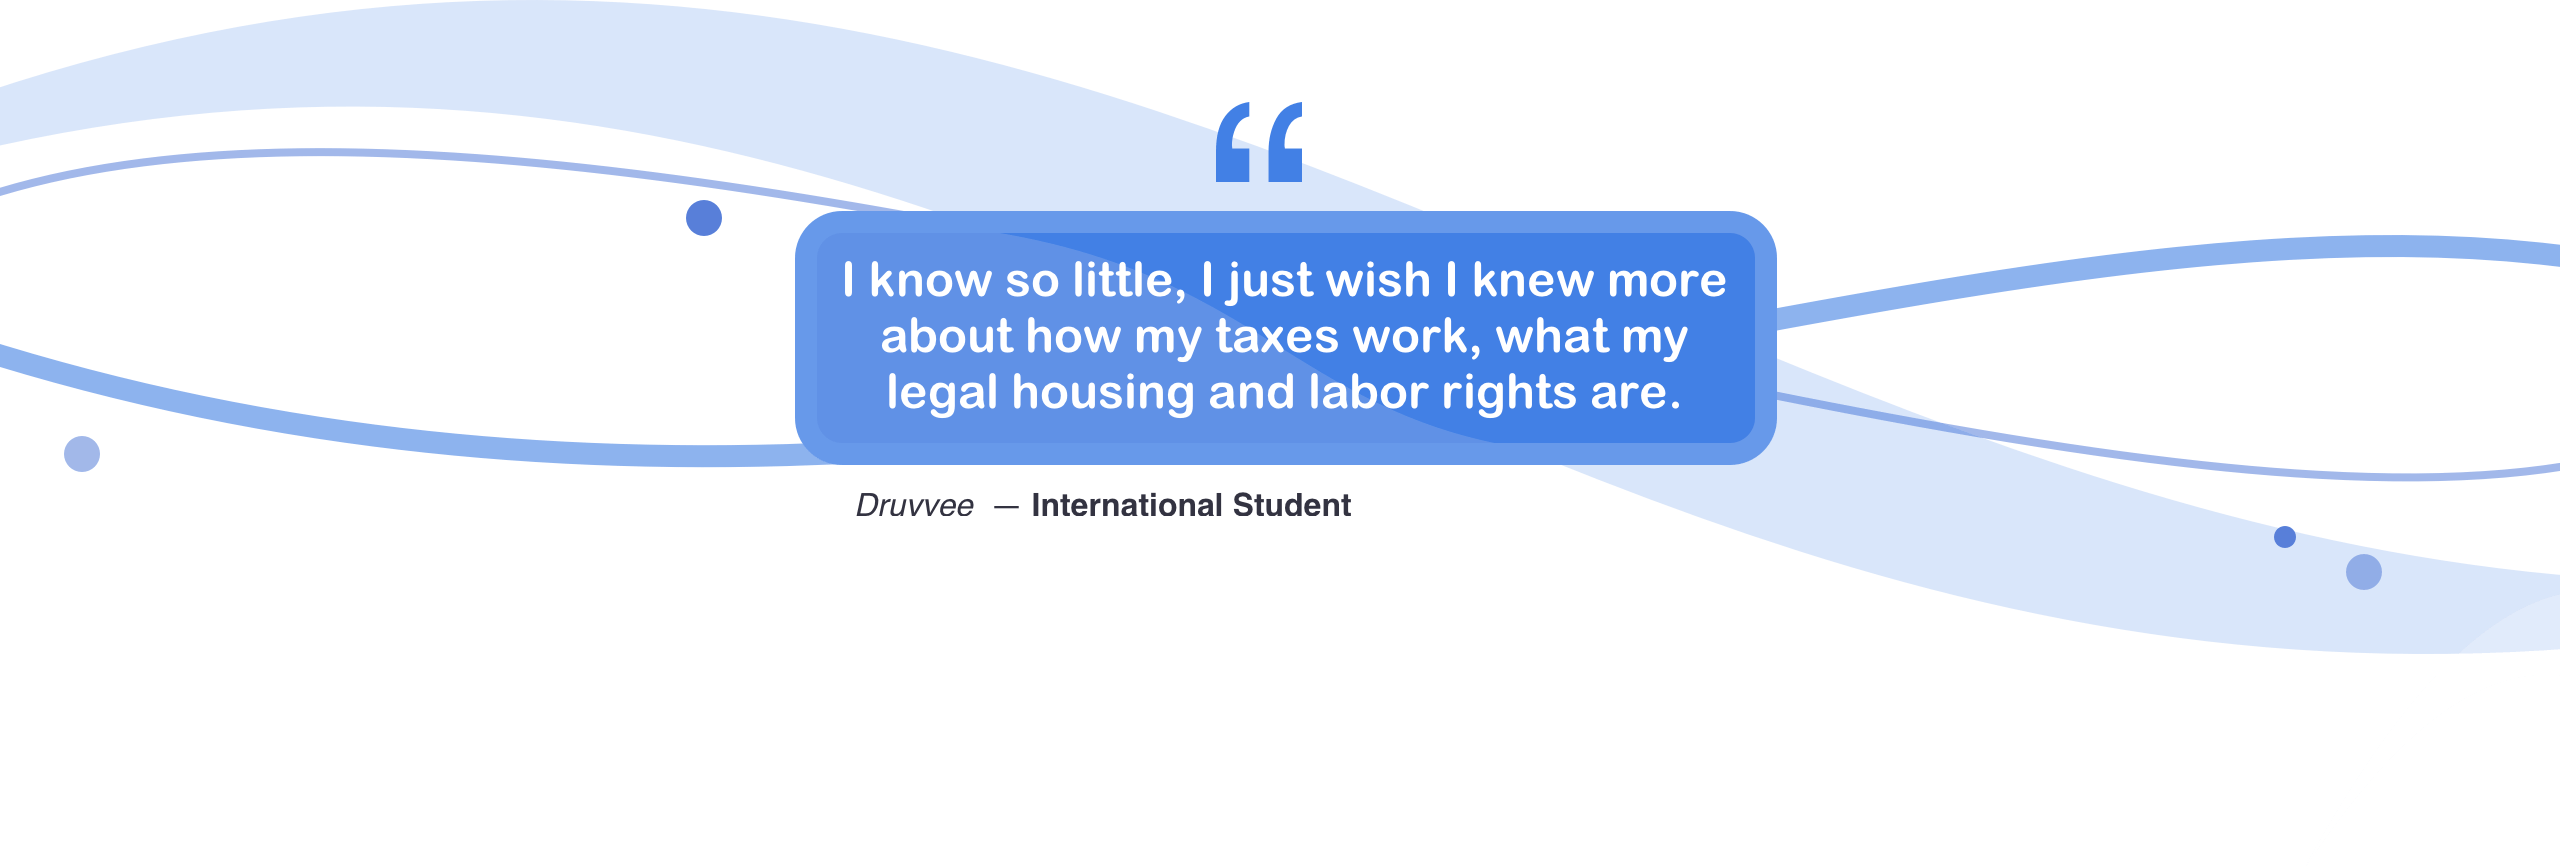 “
I know so little, I just wish I knew more
about how my taxes work, what my
legal housing and labor rights are.
Druvvee — International Student